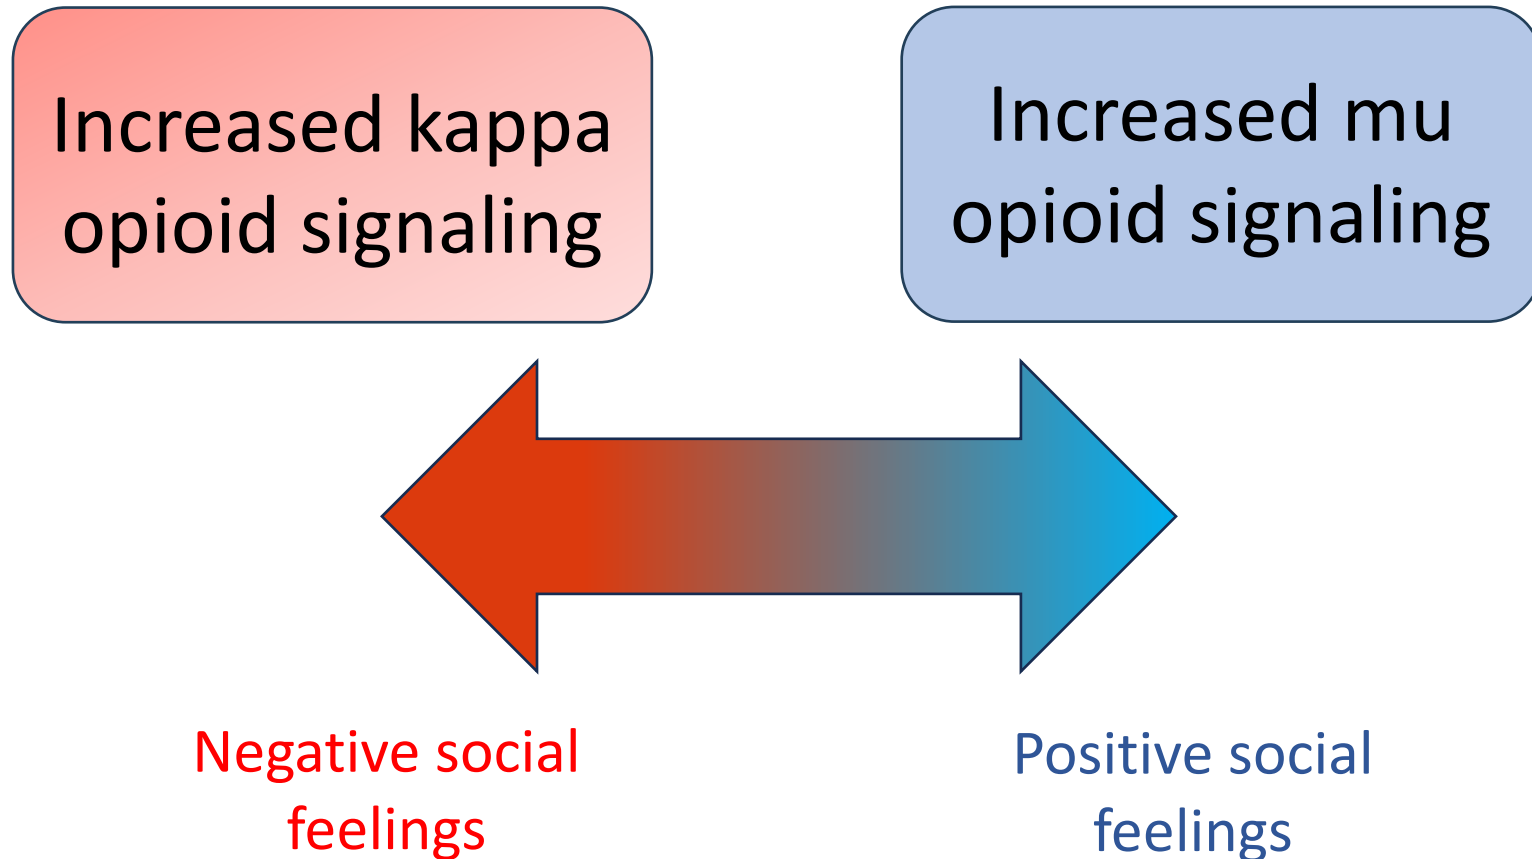 Increased kappa
opioid signaling
Increased mu
opioid signaling
Negative social
feelings
Positive social
feelings